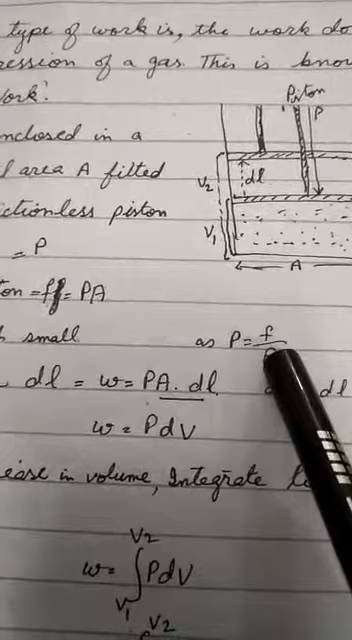 type of work is, the work do
ession of a gas. This is know
ork.
Piston
P
nclosed in a
l area A filted
V2
dl
ictionless piston
V1
= P
A
ton = f = PA
small as P = f
dl = w = PA. dl dl
w = PdV
ease in volume, Integrate
V2
w = ∫PdV
V1
V2